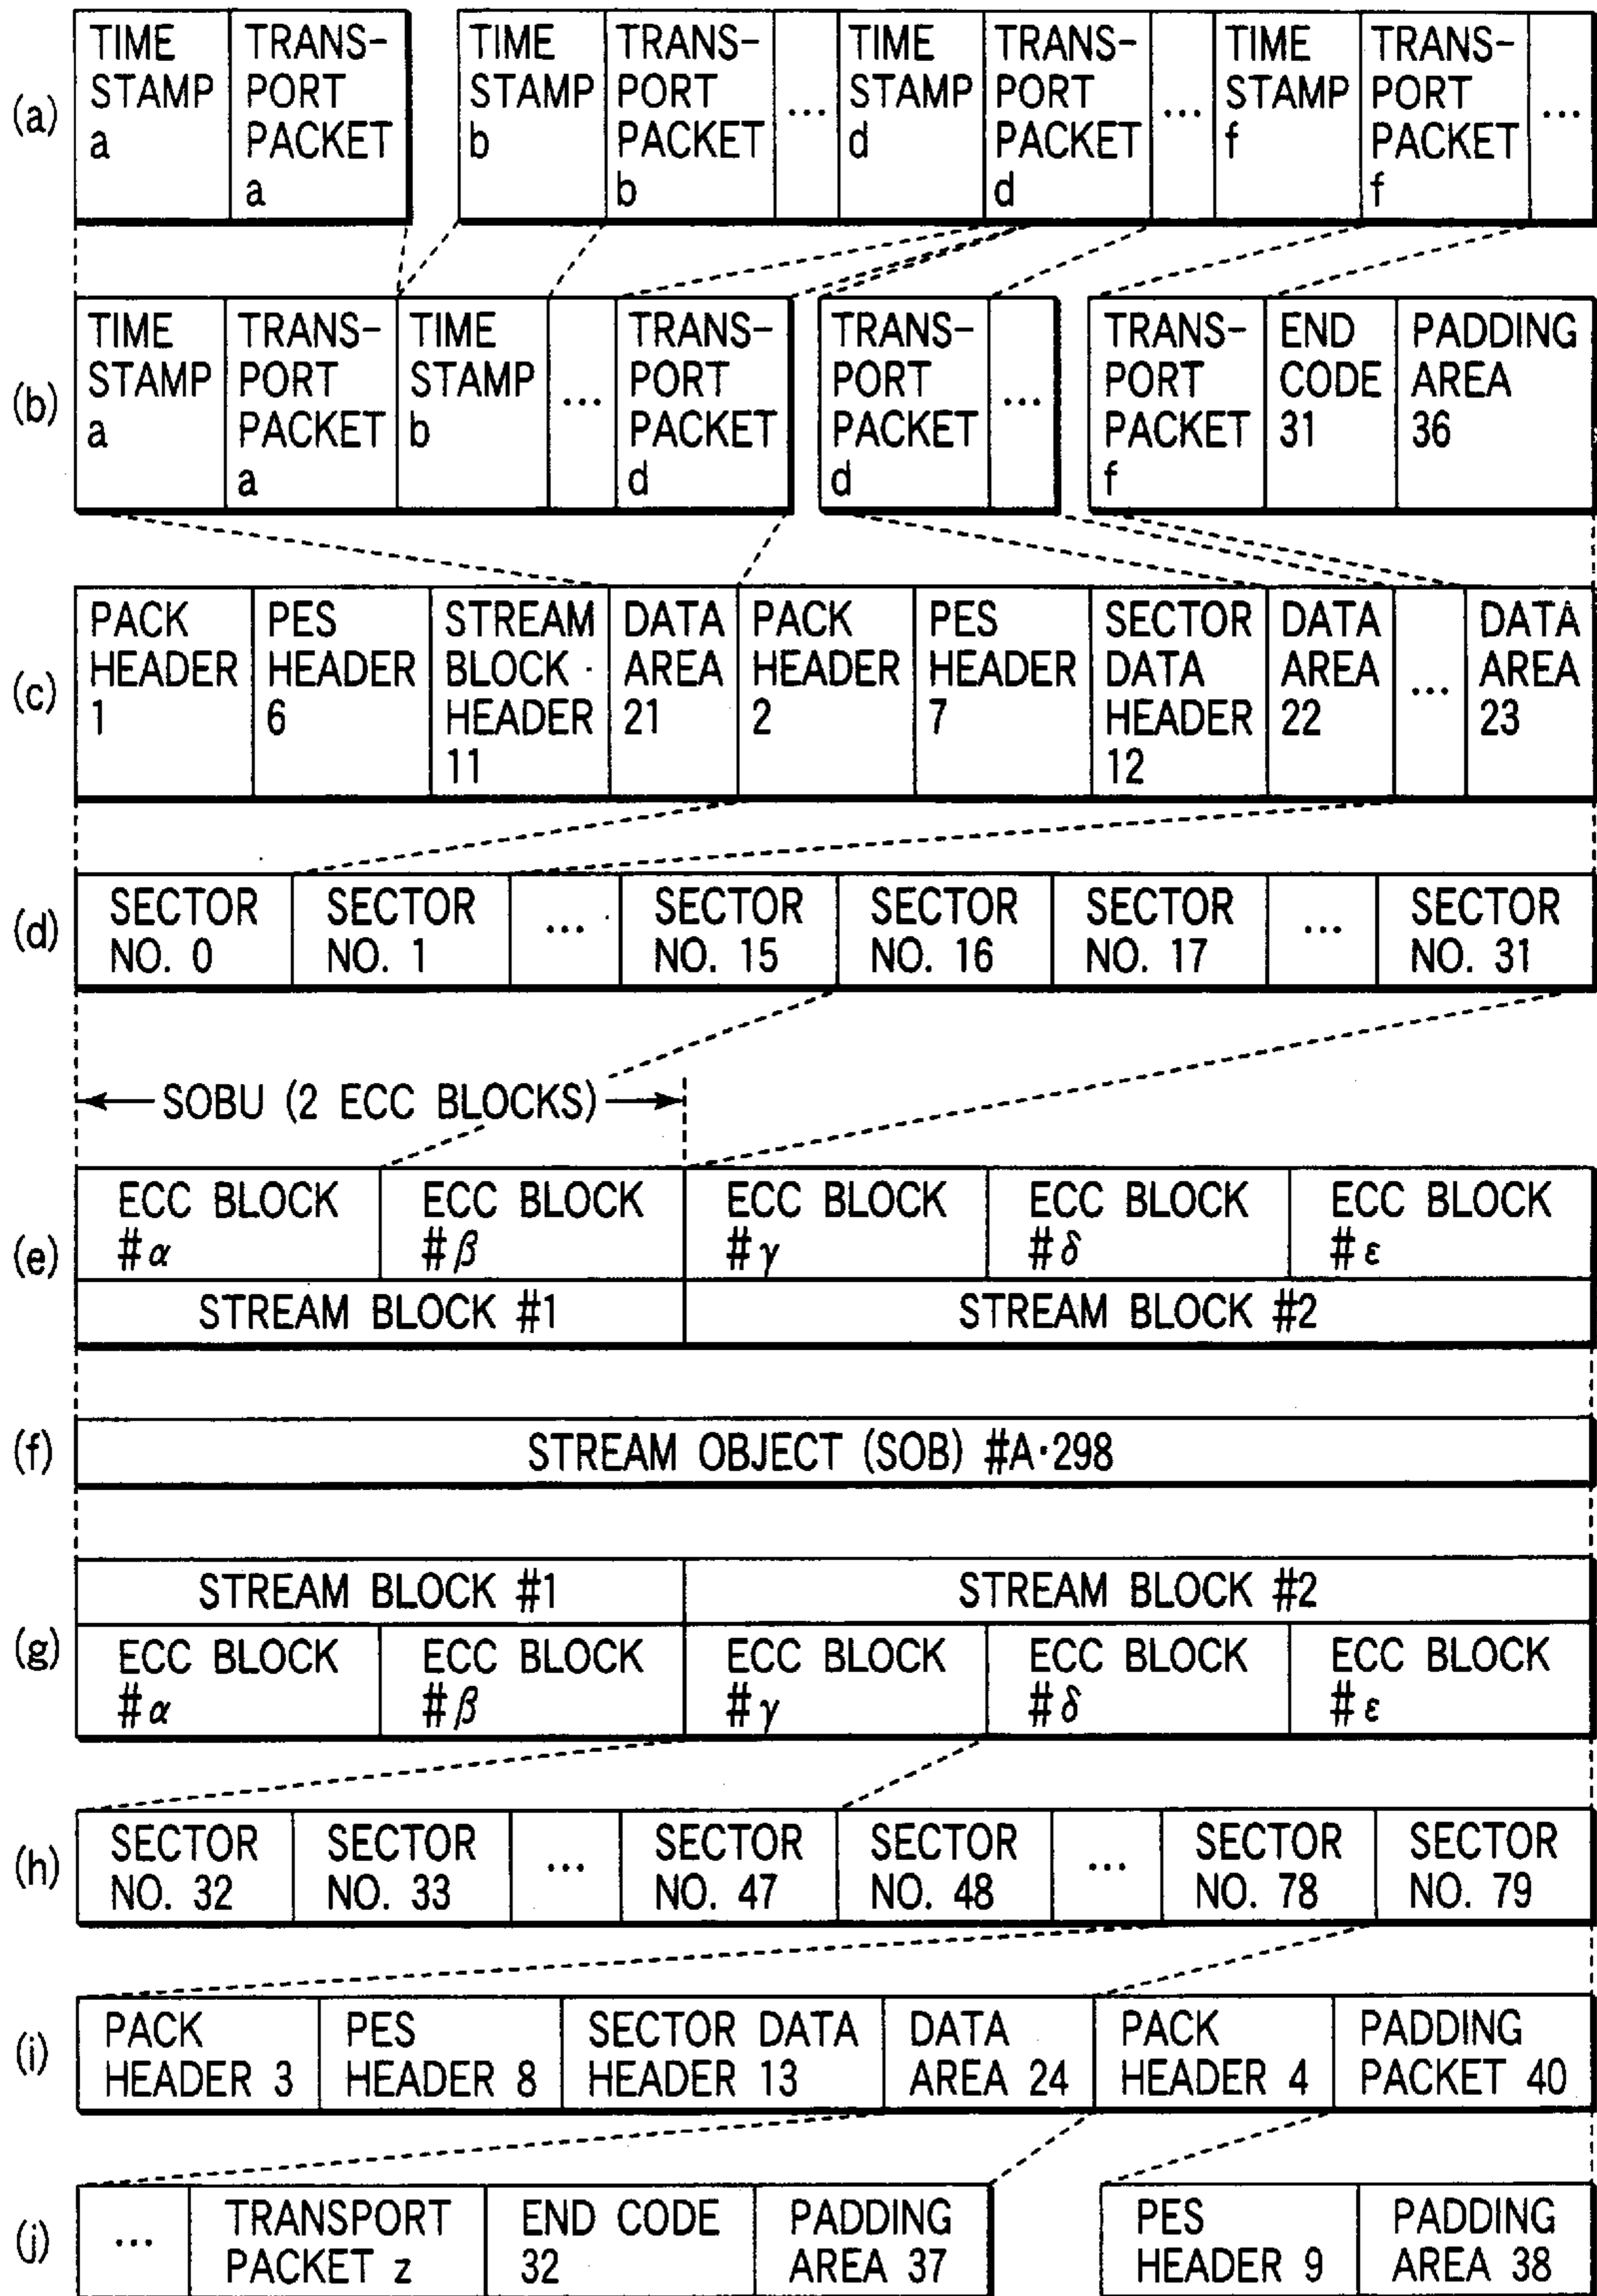 (a)
TIME STAMP a
TRANS- PORT PACKET a
TIME STAMP b
TRANS- PORT PACKET b
...
TIME STAMP d
TRANS- PORT PACKET d
...
TIME STAMP f
TRANS- PORT PACKET f
...
(b)
TIME STAMP a
TRANS- PORT PACKET a
TIME STAMP b
...
TRANS- PORT PACKET d
TRANS- PORT PACKET d
...
TRANS- PORT PACKET f
END CODE 31
PADDING AREA 36
(c)
PACK HEADER 1
PES HEADER 6
STREAM BLOCK HEADER 11
DATA AREA 21
PACK HEADER 2
PES HEADER 7
SECTOR DATA HEADER 12
DATA AREA 22
...
DATA AREA 23
(d)
SECTOR NO. 0
SECTOR NO. 1
...
SECTOR NO. 15
SECTOR NO. 16
SECTOR NO. 17
...
SECTOR NO. 31
SOBU (2 ECC BLOCKS)
(e)
ECC BLOCK #α
ECC BLOCK #β
ECC BLOCK #γ
ECC BLOCK #δ
ECC BLOCK #ε
STREAM BLOCK #1
STREAM BLOCK #2
(f)
STREAM OBJECT (SOB) #A·298
(g)
STREAM BLOCK #1
STREAM BLOCK #2
ECC BLOCK #α
ECC BLOCK #β
ECC BLOCK #γ
ECC BLOCK #δ
ECC BLOCK #ε
(h)
SECTOR NO. 32
SECTOR NO. 33
...
SECTOR NO. 47
SECTOR NO. 48
...
SECTOR NO. 78
SECTOR NO. 79
(i)
PACK HEADER 3
PES HEADER 8
SECTOR DATA HEADER 13
DATA AREA 24
PACK HEADER 4
PADDING PACKET 40
(j)
...
TRANSPORT PACKET z
END CODE 32
PADDING AREA 37
PES HEADER 9
PADDING AREA 38